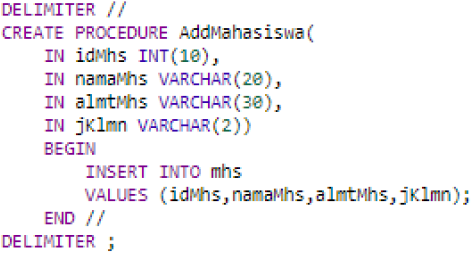 DELIMITER //
CREATE PROCEDURE AddMahasiswa(
    IN idMhs INT(10),
    IN namaMhs VARCHAR(20),
    IN almtMhs VARCHAR(30),
    IN jKlmn VARCHAR(2))
    BEGIN
        INSERT INTO mhs
        VALUES (idMhs,namaMhs,almtMhs,jKlmn);
    END //
DELIMITER ;